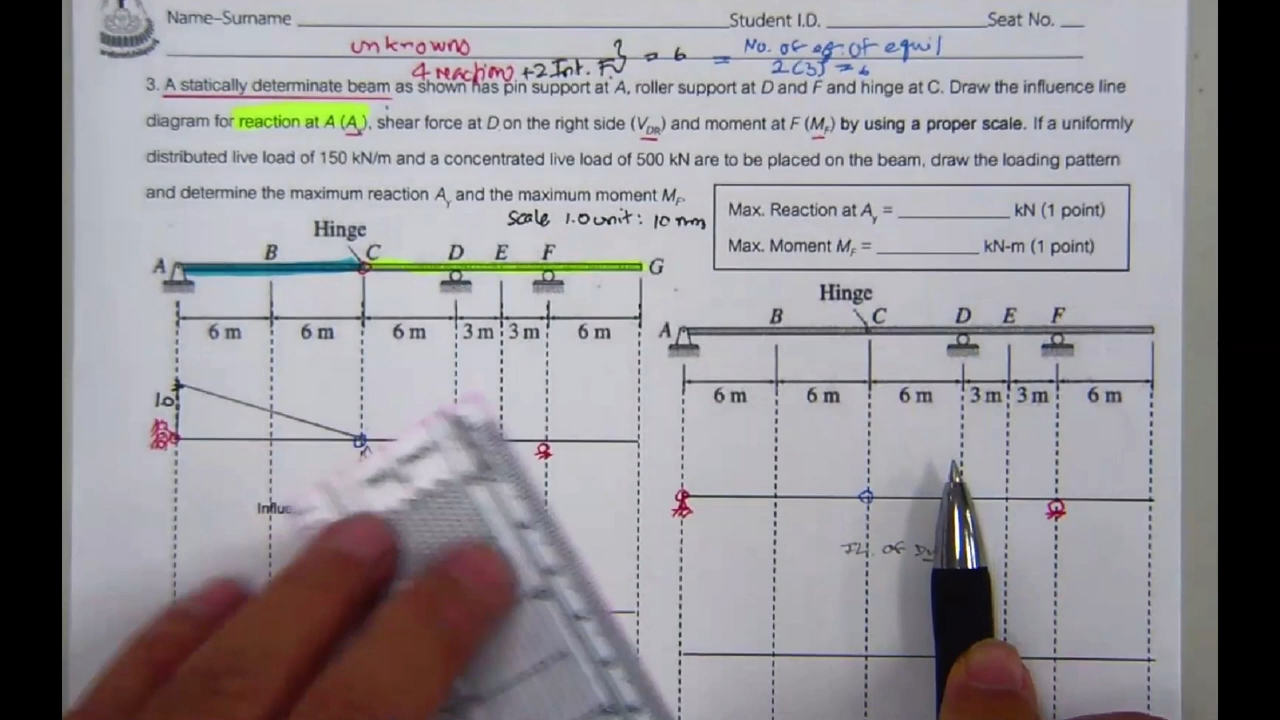 Name–Surname Student I.D. Seat No.
unknowns
4 reaction + 2 Int. F. } = 6 = No. of eq. of equil
2(3) = 6
3. A statically determinate beam as shown has pin support at A, roller support at D and F and hinge at C. Draw the influence line
diagram for reaction at A (Ay), shear force at D on the right side (VDR) and moment at F (MF) by using a proper scale. If a uniformly
distributed live load of 150 kN/m and a concentrated live load of 500 kN are to be placed on the beam, draw the loading pattern
and determine the maximum reaction Ay and the maximum moment MF.
Scale 1.0 unit : 10 mm
Max. Reaction at Ay = kN (1 point)
Max. Moment MF = kN-m (1 point)
Hinge
A B C D E F G
6 m 6 m 6 m 3 m 3 m 6 m
1.0
Hinge
A B C D E F
6 m 6 m 6 m 3 m 3 m 6 m